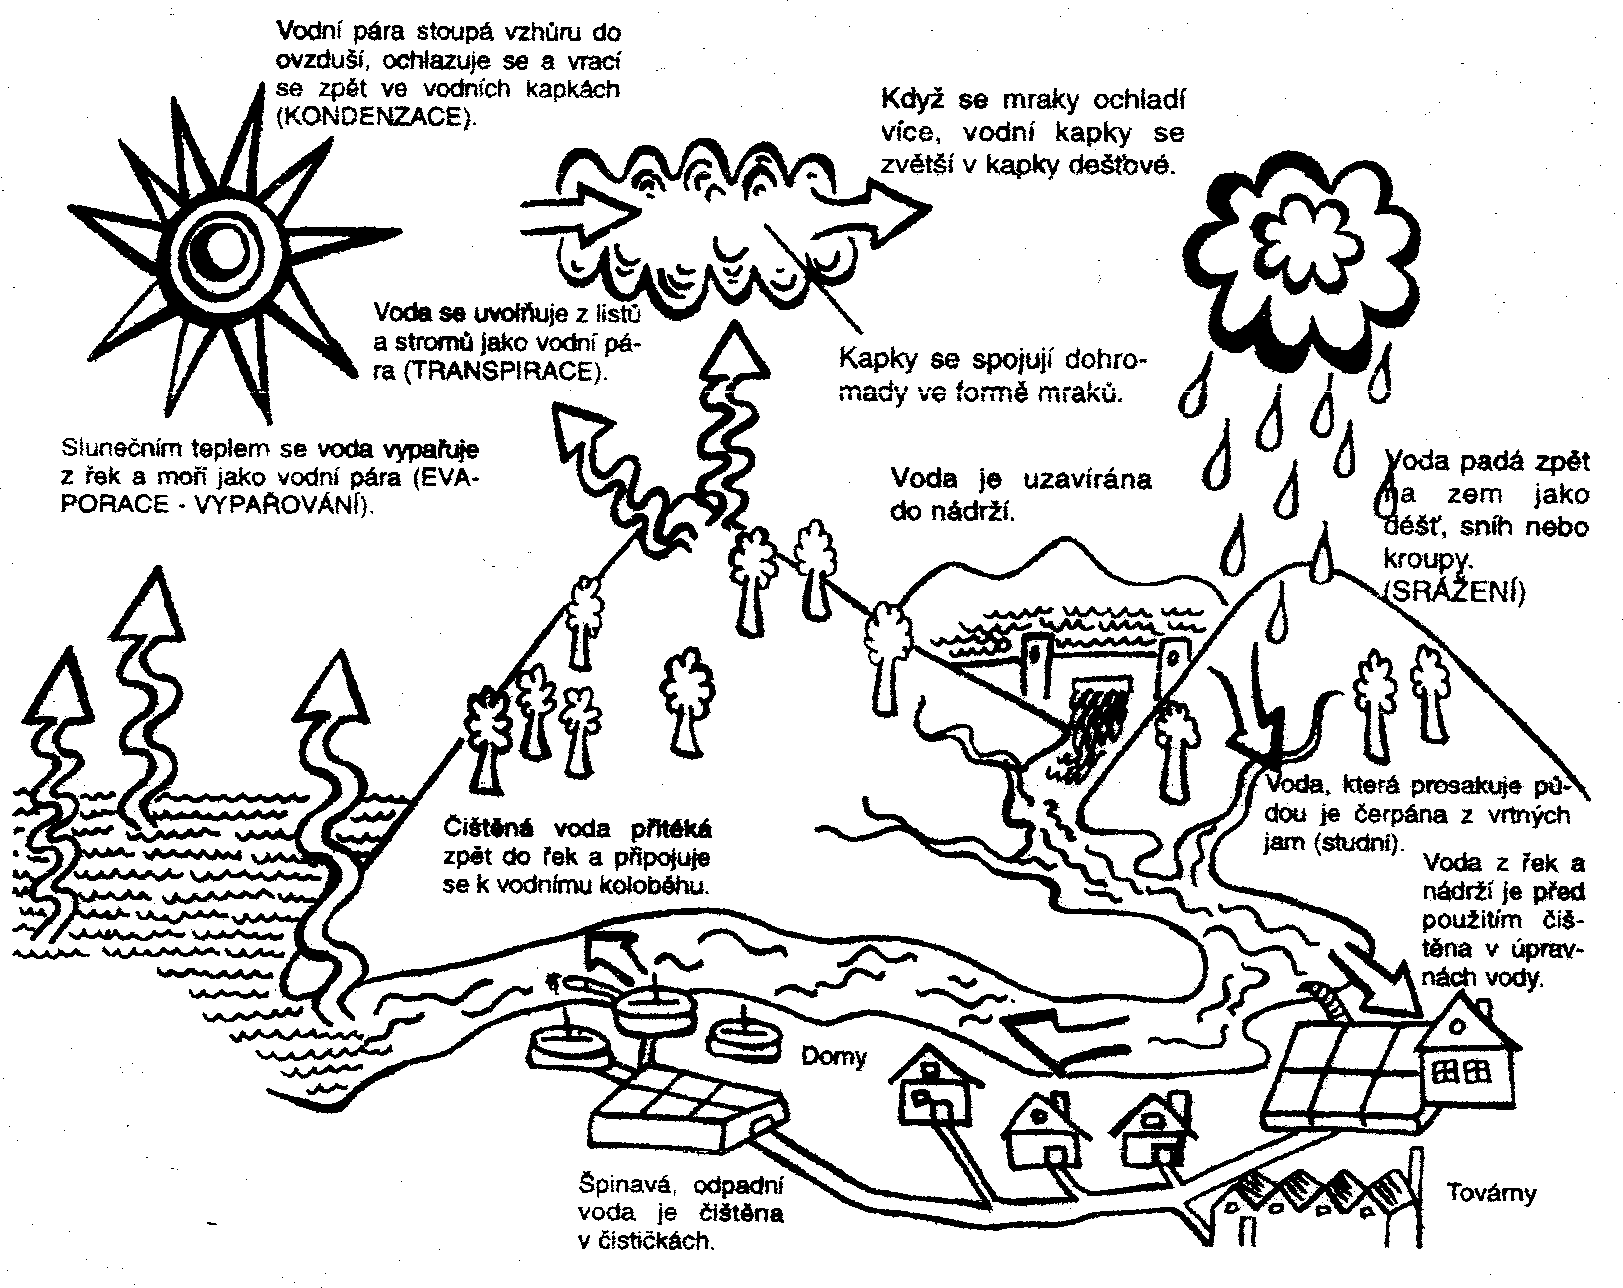 Vodní pára stoupá vzhůru do
ovzduší, ochlazuje se a vrací
se zpět ve vodních kapkách
(KONDENZACE).
Když se mraky ochladí
více, vodní kapky se
zvětší v kapky dešťové.
Voda se uvolňuje z listů
a stromů jako vodní pá-
ra (TRANSPIRACE).
Kapky se spojují dohro-
mady ve formě mraků.
Slunečním teplem se voda vypařuje
z řek a moří jako vodní pára (EVA-
PORACE - VYPAŘOVÁNÍ).
Voda je uzavírána
do nádrží.
Voda padá zpět
na zem jako
déšť, sníh nebo
kroupy.
(SRÁŽENÍ)
Voda, která prosakuje pů-
dou je čerpána z vrtných
jam (studní).
Čištěná voda přitéká
zpět do řek a připojuje
se k vodnímu koloběhu.
Voda z řek a
nádrží je před
použitím čiš-
těna v úprav-
nách vody.
Domy
Špinavá, odpadní
voda je čištěna
v čističkách.
Továrny